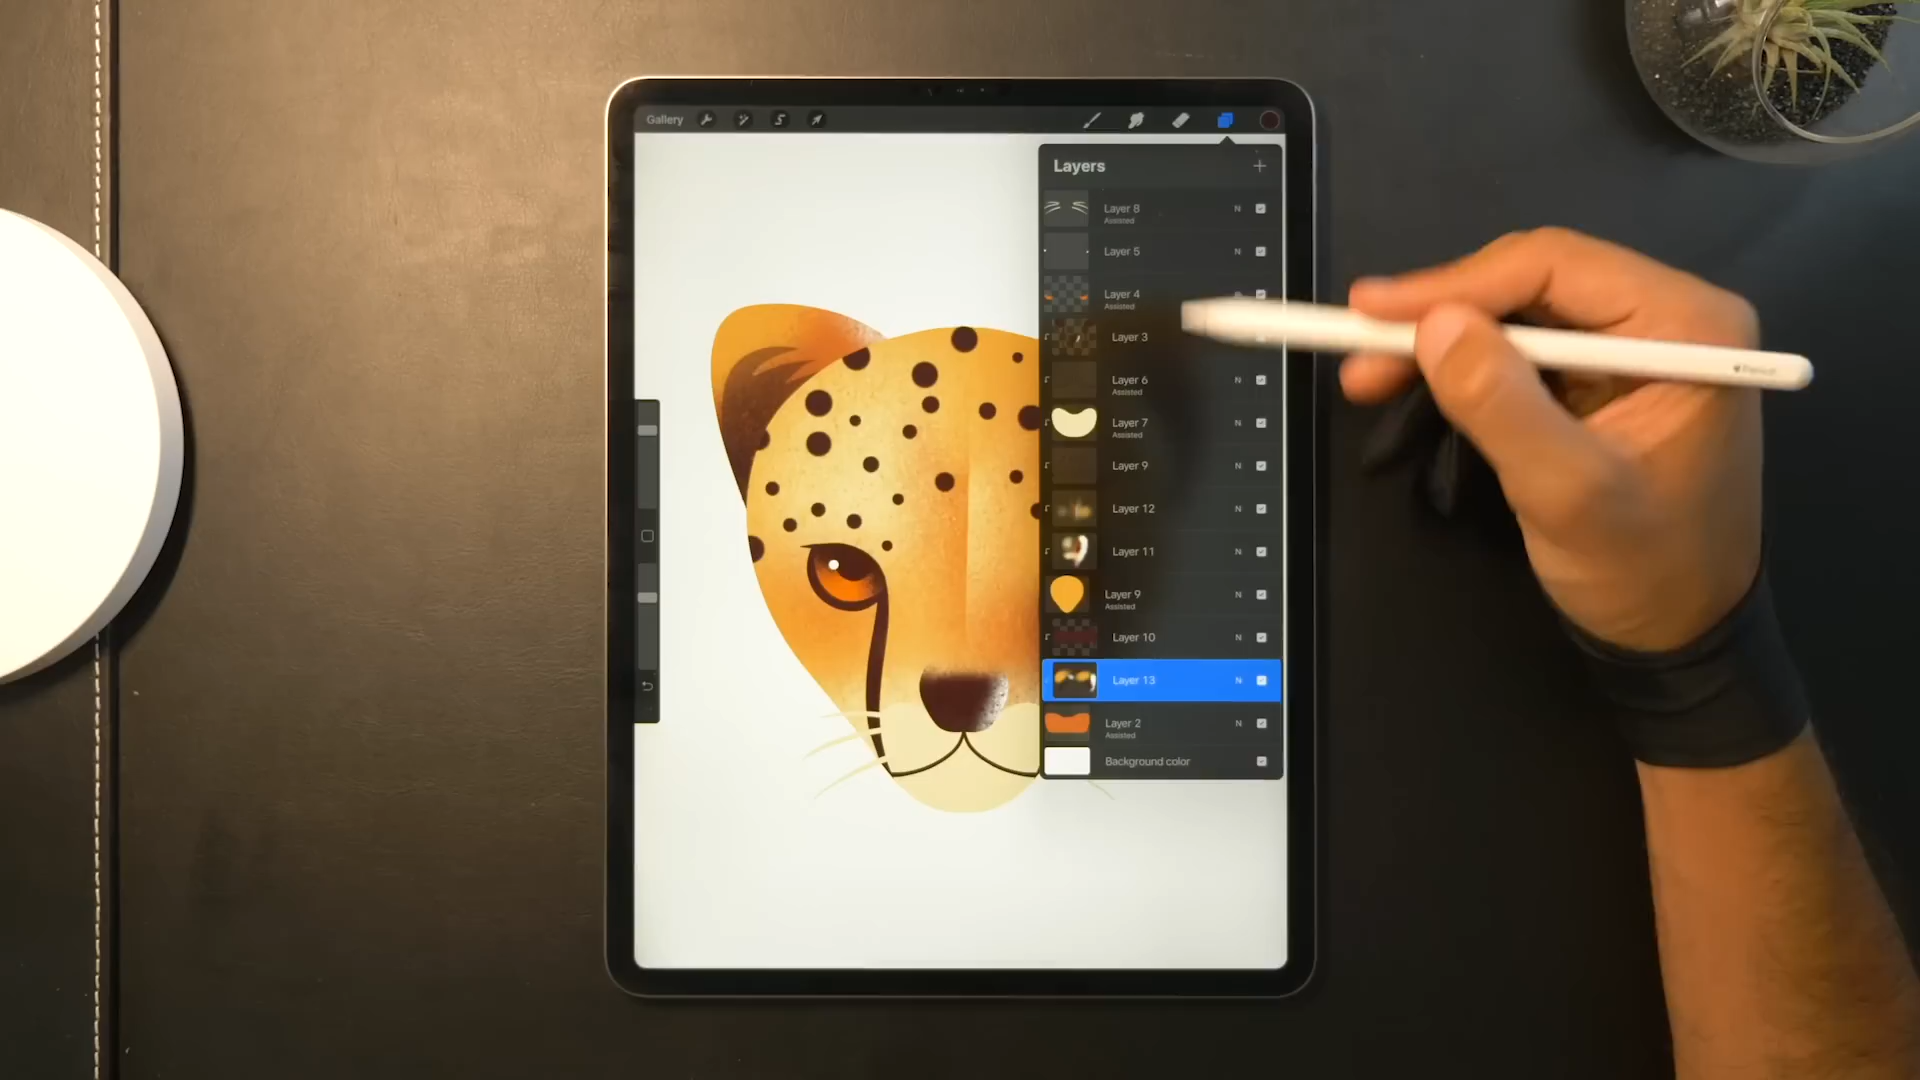 Gallery
Layers
Layer 8 N
Assisted
Layer 5 N
Layer 4
Assisted
Layer 3
Layer 6 N
Assisted
Layer 7 N
Assisted
Layer 9 N
Layer 12 N
Layer 11 N
Layer 9 N
Assisted
Layer 10 N
Layer 13 N
Layer 2 N
Assisted
Background color